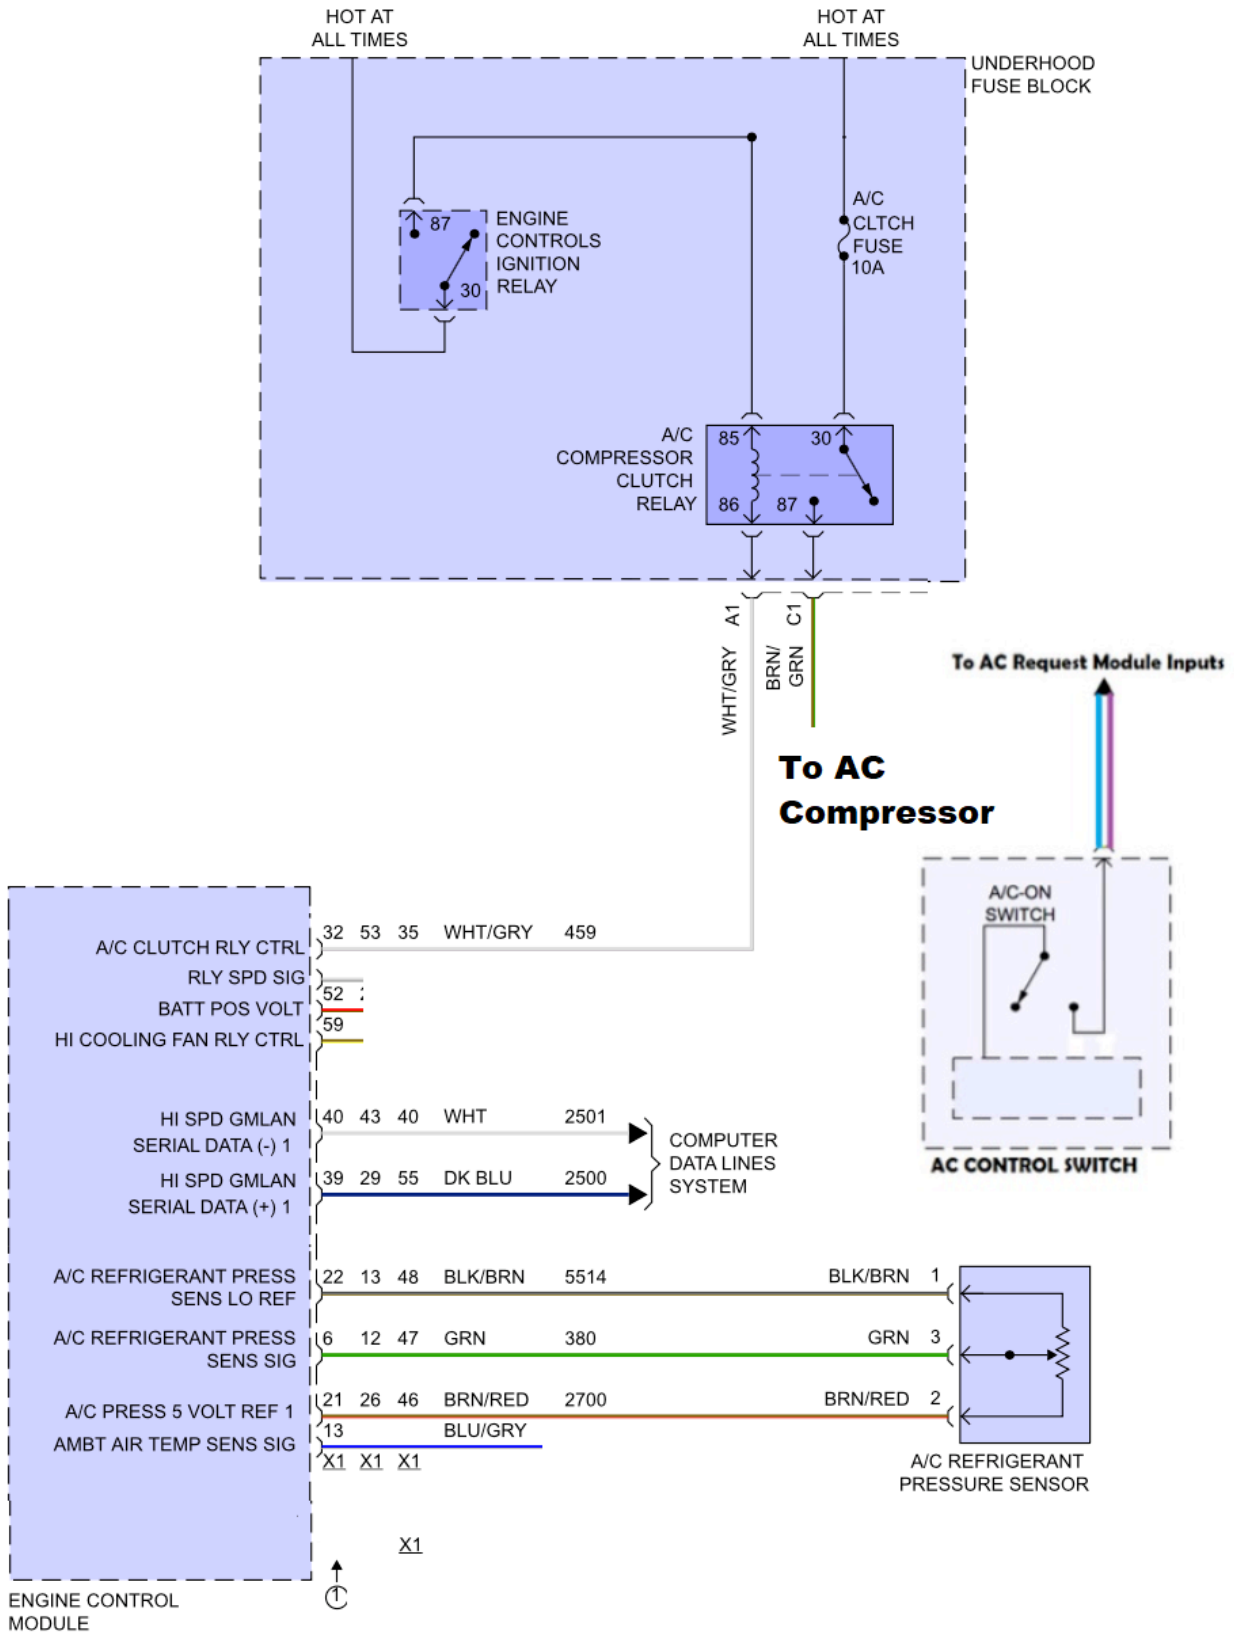 HOT AT
ALL TIMES
HOT AT
ALL TIMES
UNDERHOOD
FUSE BLOCK
A/C
CLTCH
FUSE
10A
87
ENGINE
CONTROLS
IGNITION
RELAY
30
A/C
COMPRESSOR
CLUTCH
RELAY
85
30
86
87
A1
C1
WHT/GRY
BRN/
GRN
To AC Request Module Inputs
To AC
Compressor
A/C-ON
SWITCH
AC CONTROL SWITCH
A/C CLUTCH RLY CTRL
32 53 35 WHT/GRY 459
RLY SPD SIG
52
BATT POS VOLT
59
HI COOLING FAN RLY CTRL
HI SPD GMLAN
SERIAL DATA (-) 1
40 43 40 WHT 2501
HI SPD GMLAN
SERIAL DATA (+) 1
39 29 55 DK BLU 2500
COMPUTER
DATA LINES
SYSTEM
A/C REFRIGERANT PRESS
SENS LO REF
22 13 48 BLK/BRN 5514 BLK/BRN 1
A/C REFRIGERANT PRESS
SENS SIG
6 12 47 GRN 380 GRN 3
A/C PRESS 5 VOLT REF 1
21 26 46 BRN/RED 2700 BRN/RED 2
AMBT AIR TEMP SENS SIG
13 BLU/GRY
X1 X1 X1
A/C REFRIGERANT
PRESSURE SENSOR
X1
1
ENGINE CONTROL
MODULE